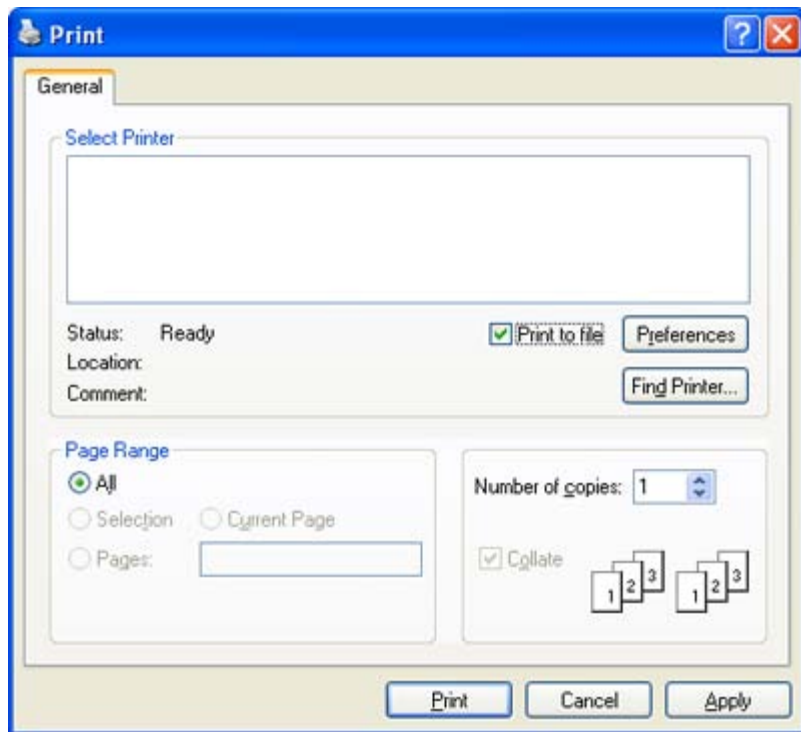 Print
General
Select Printer
Status: Ready
Print to file
Preferences
Location:
Comment:
Find Printer...
Page Range
All
Selection
Current Page
Pages:
Number of copies: 1
Collate
1 2 3 1 2 3
Print
Cancel
Apply